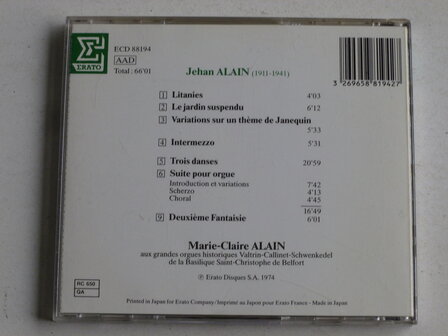 ERATO
ECD 88194
AAD
Total : 66'01
Jehan ALAIN (1911-1941)
1 Litanies 4'03
2 Le jardin suspendu 6'12
3 Variations sur un thème de Janequin
5'33
4 Intermezzo 5'31
5 Trois danses 20'59
6 Suite pour orgue
Introduction et variations 7'42
Scherzo 4'13
Choral 4'45
16'49
9 Deuxième Fantaisie 6'01
Marie-Claire ALAIN
aux grandes orgues historiques Valtrin-Callinet-Schwenkedel
de la Basilique Saint-Christophe de Belfort
℗ Erato Disques S.A. 1974
RC 650
QA
Printed in Japan for Erato Company/Imprimé au Japon pour Erato France - Made in Japan
3 269658 819427